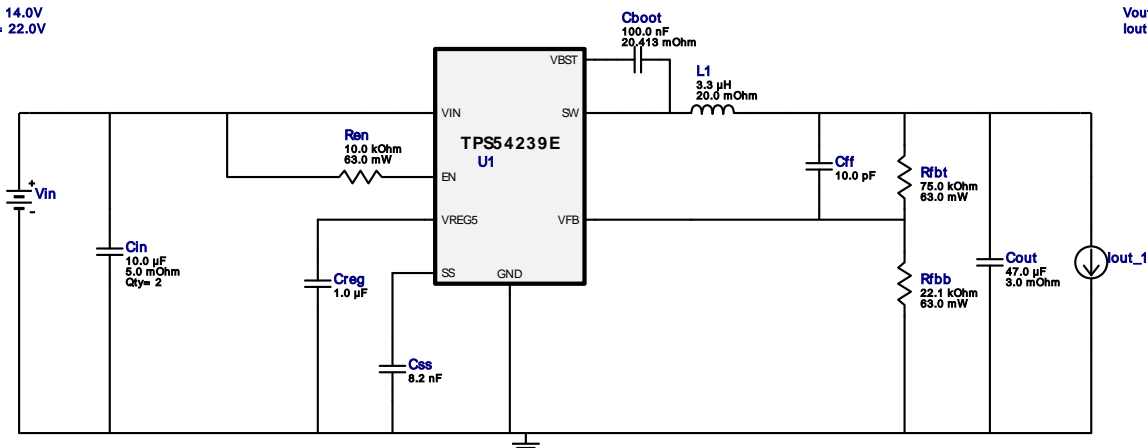 14.0V
= 22.0V
Vou
Iout
Cboot
100.0 nF
20.413 mOhm
VBST
L1
3.3 µH
20.0 mOhm
VIN
SW
TPS54239E
U1
Ren
10.0 kOhm
63.0 mW
EN
Cff
10.0 pF
Rfbt
75.0 kOhm
63.0 mW
+
Vin
-
VREG5
VFB
Cin
10.0 µF
5.0 mOhm
Qty= 2
Creg
1.0 µF
SS
GND
Rfbb
22.1 kOhm
63.0 mW
Cout
47.0 µF
3.0 mOhm
Iout_1
Css
8.2 nF